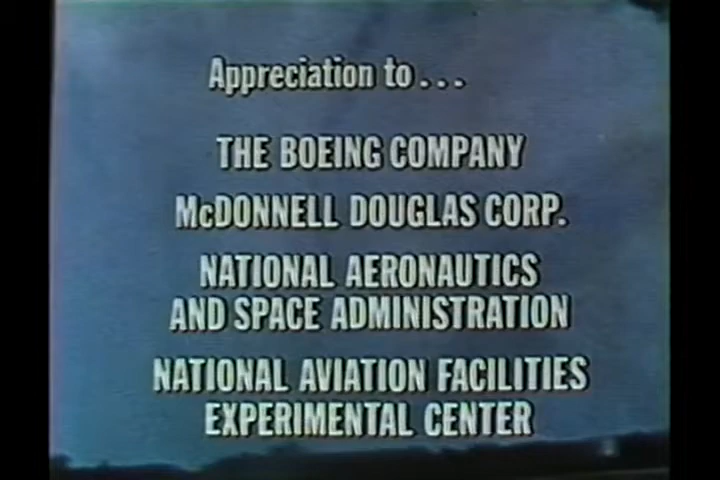 Appreciation to...
THE BOEING COMPANY
McDONNELL DOUGLAS CORP.
NATIONAL AERONAUTICS
AND SPACE ADMINISTRATION
NATIONAL AVIATION FACILITIES
EXPERIMENTAL CENTER